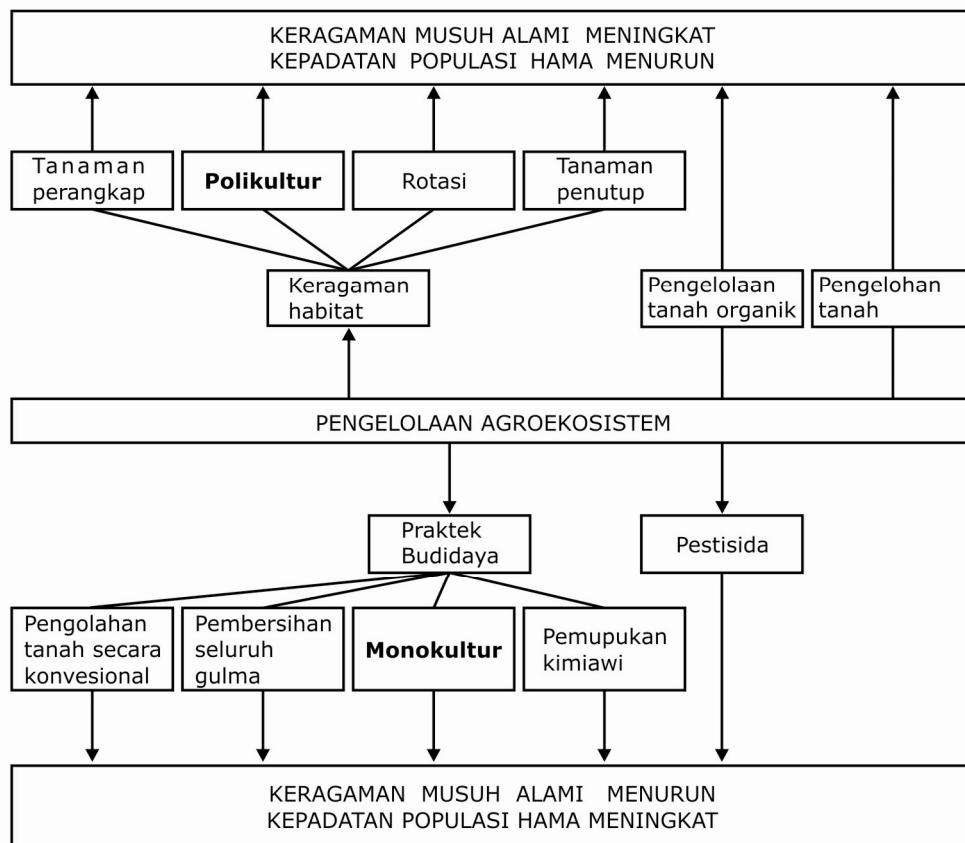 KERAGAMAN MUSUH ALAMI MENINGKAT
KEPADATAN POPULASI HAMA MENURUN
Tanaman
perangkap
Polikultur
Rotasi
Tanaman
penutup
Keragaman
habitat
Pengelolaan
tanah organik
Pengelohan
tanah
PENGELOLAAN AGROEKOSISTEM
Praktek
Budidaya
Pestisida
Pengolahan
tanah secara
konvesional
Pembersihan
seluruh
gulma
Monokultur
Pemupukan
kimiawi
KERAGAMAN MUSUH ALAMI MENURUN
KEPADATAN POPULASI HAMA MENINGKAT